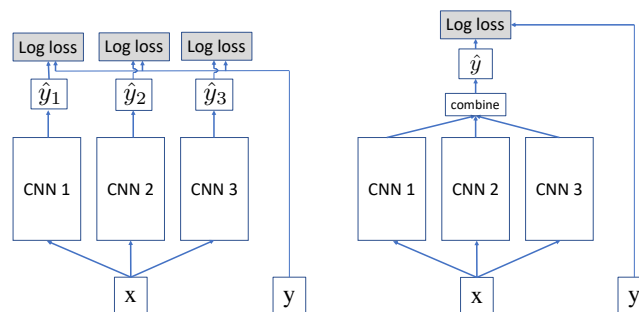 Log loss Log loss Log loss
ŷ₁ ŷ₂ ŷ₃
CNN 1 CNN 2 CNN 3
x y
Log loss
ŷ
combine
CNN 1 CNN 2 CNN 3
x y